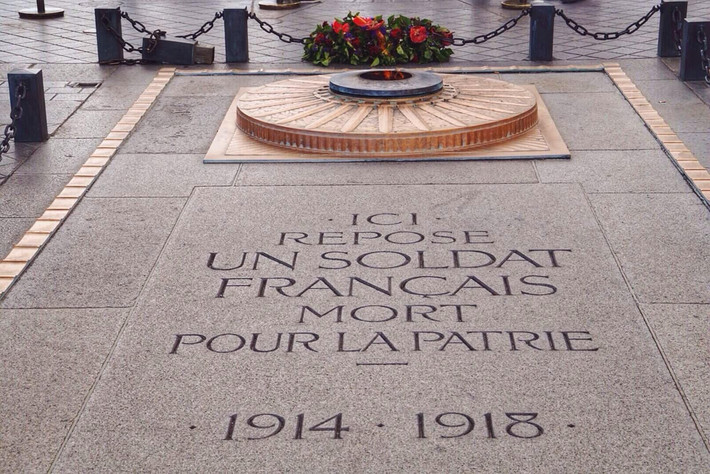 · ICI ·
REPOSE
UN SOLDAT
FRANÇAIS
MORT
POUR LA PATRIE
· 1914 · 1918 ·